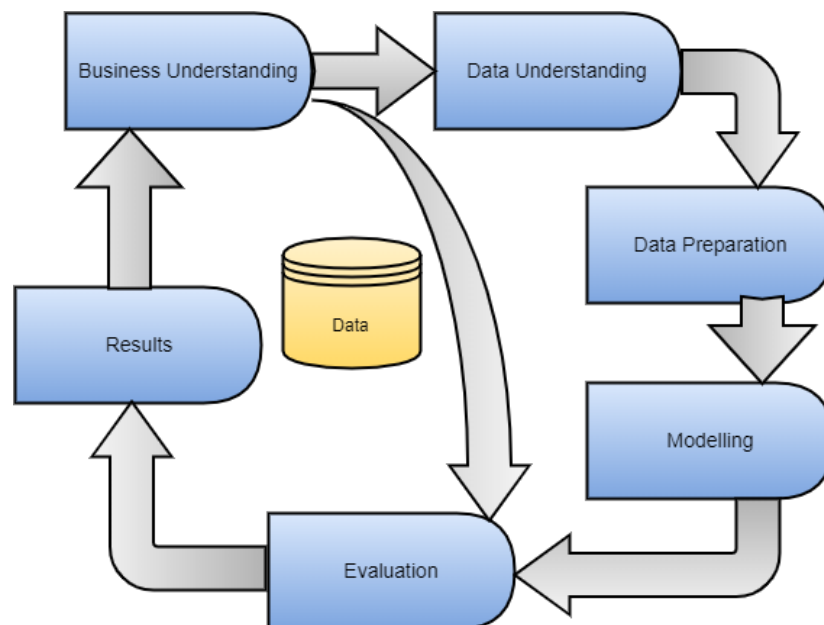 Business Understanding
Data Understanding
Data Preparation
Data
Results
Modelling
Evaluation